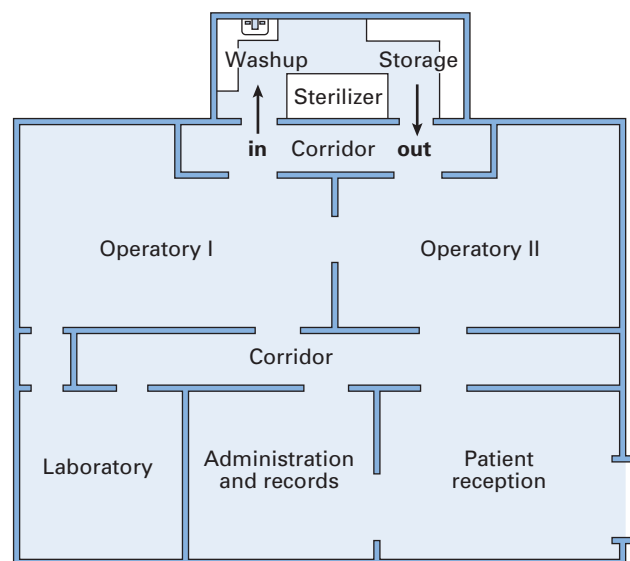 Washup
Storage
Sterilizer
in
Corridor
out
Operatory I
Operatory II
Corridor
Laboratory
Administration
and records
Patient
reception